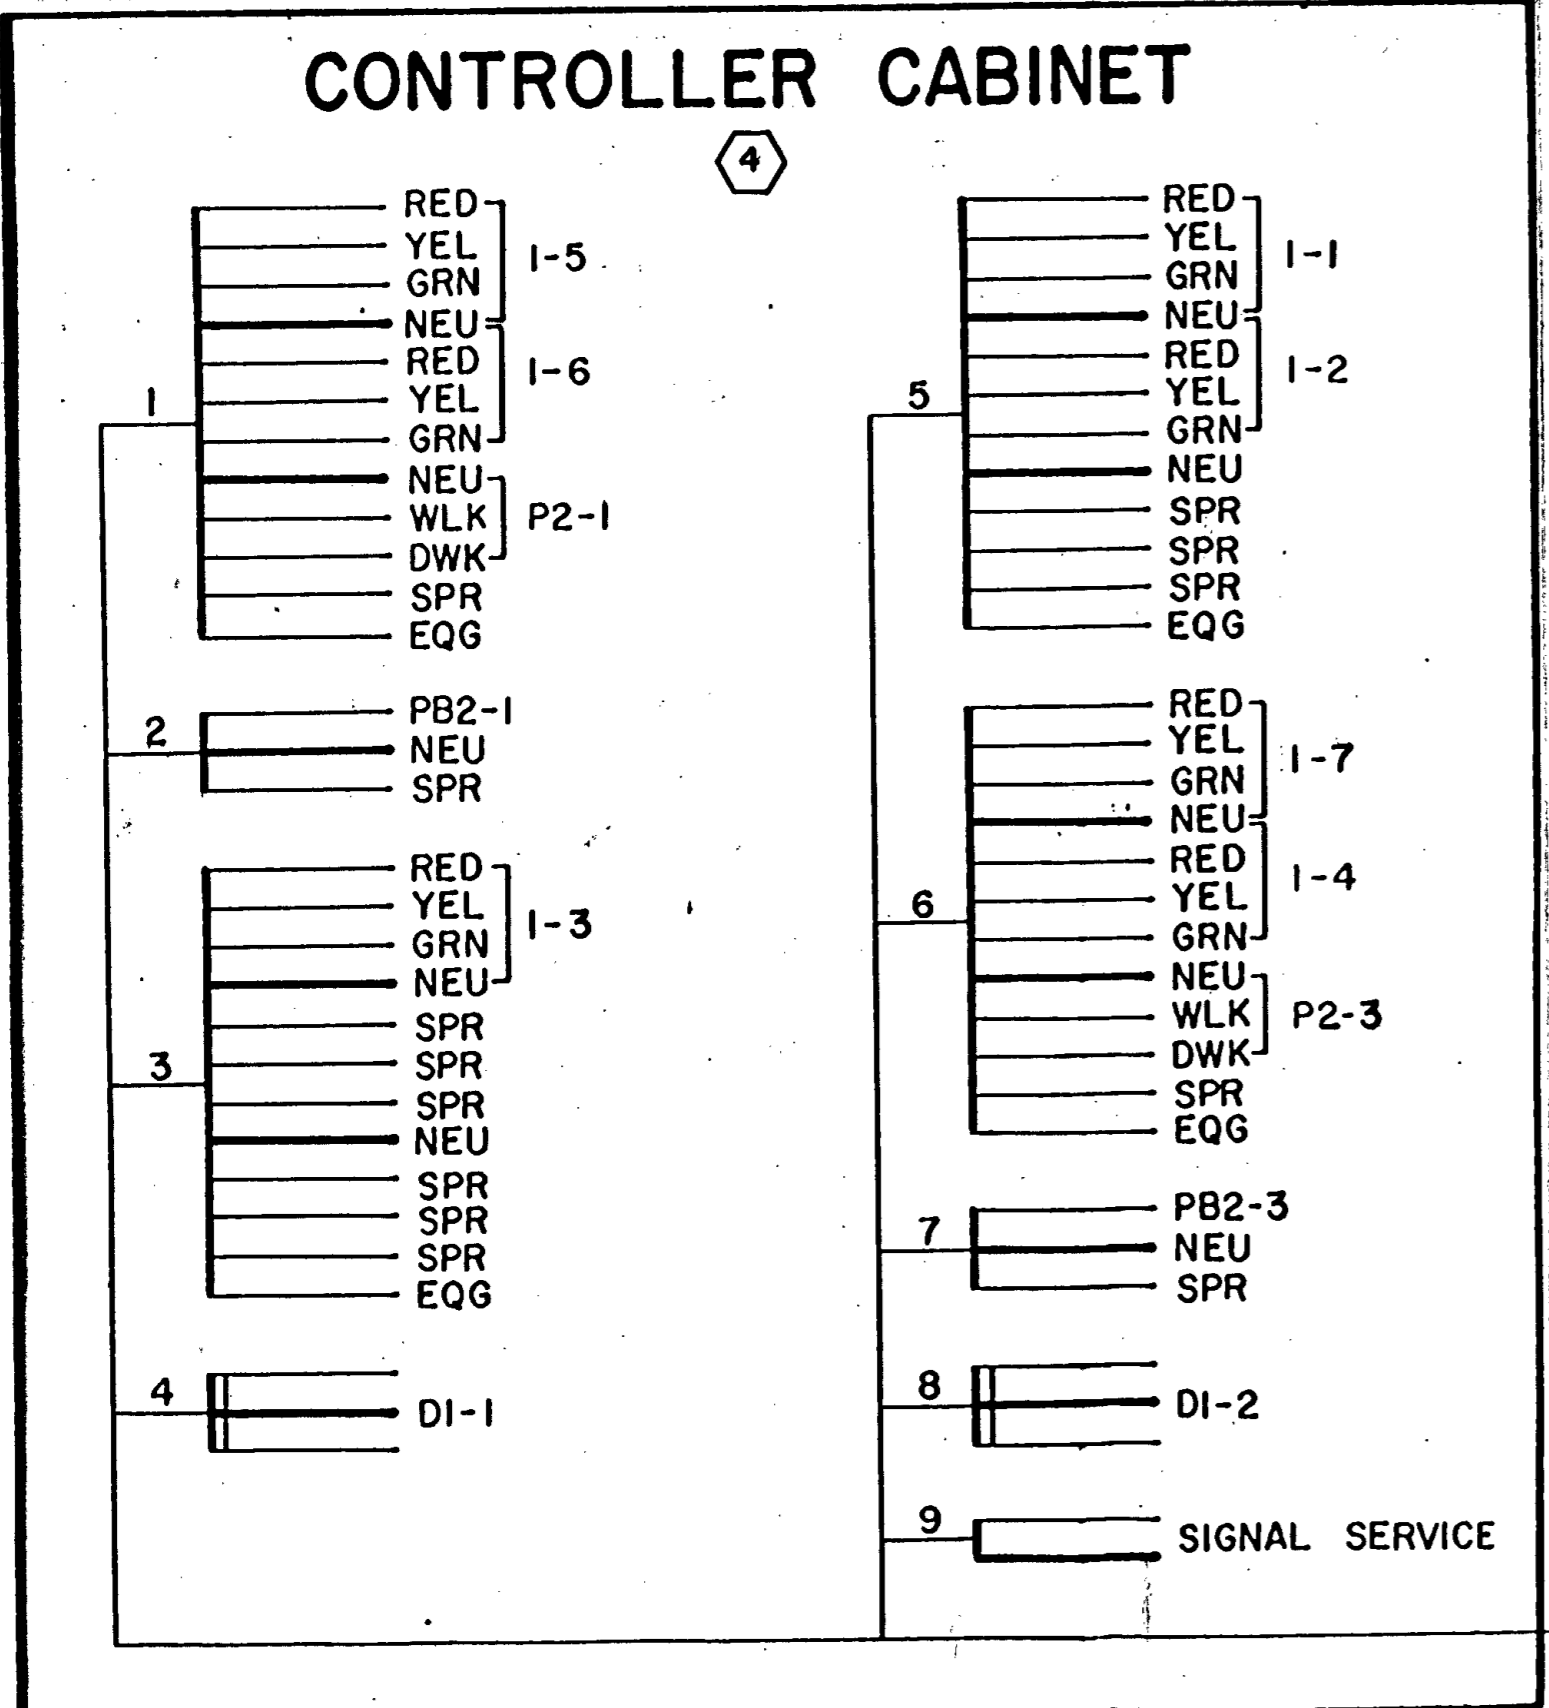 CONTROLLER CABINET
4
1
RED
YEL
GRN
NEU
1-5
RED
YEL
GRN
1-6
NEU
WLK
DWK
P2-1
SPR
EQG
2
PB2-1
NEU
SPR
3
RED
YEL
GRN
NEU
1-3
SPR
SPR
SPR
NEU
SPR
SPR
SPR
EQG
4
D1-1
5
RED
YEL
GRN
NEU
1-1
RED
YEL
GRN
1-2
NEU
SPR
SPR
SPR
EQG
6
RED
YEL
GRN
NEU
1-7
RED
YEL
GRN
1-4
NEU
WLK
DWK
P2-3
SPR
EQG
7
PB2-3
NEU
SPR
8
D1-2
9
SIGNAL SERVICE